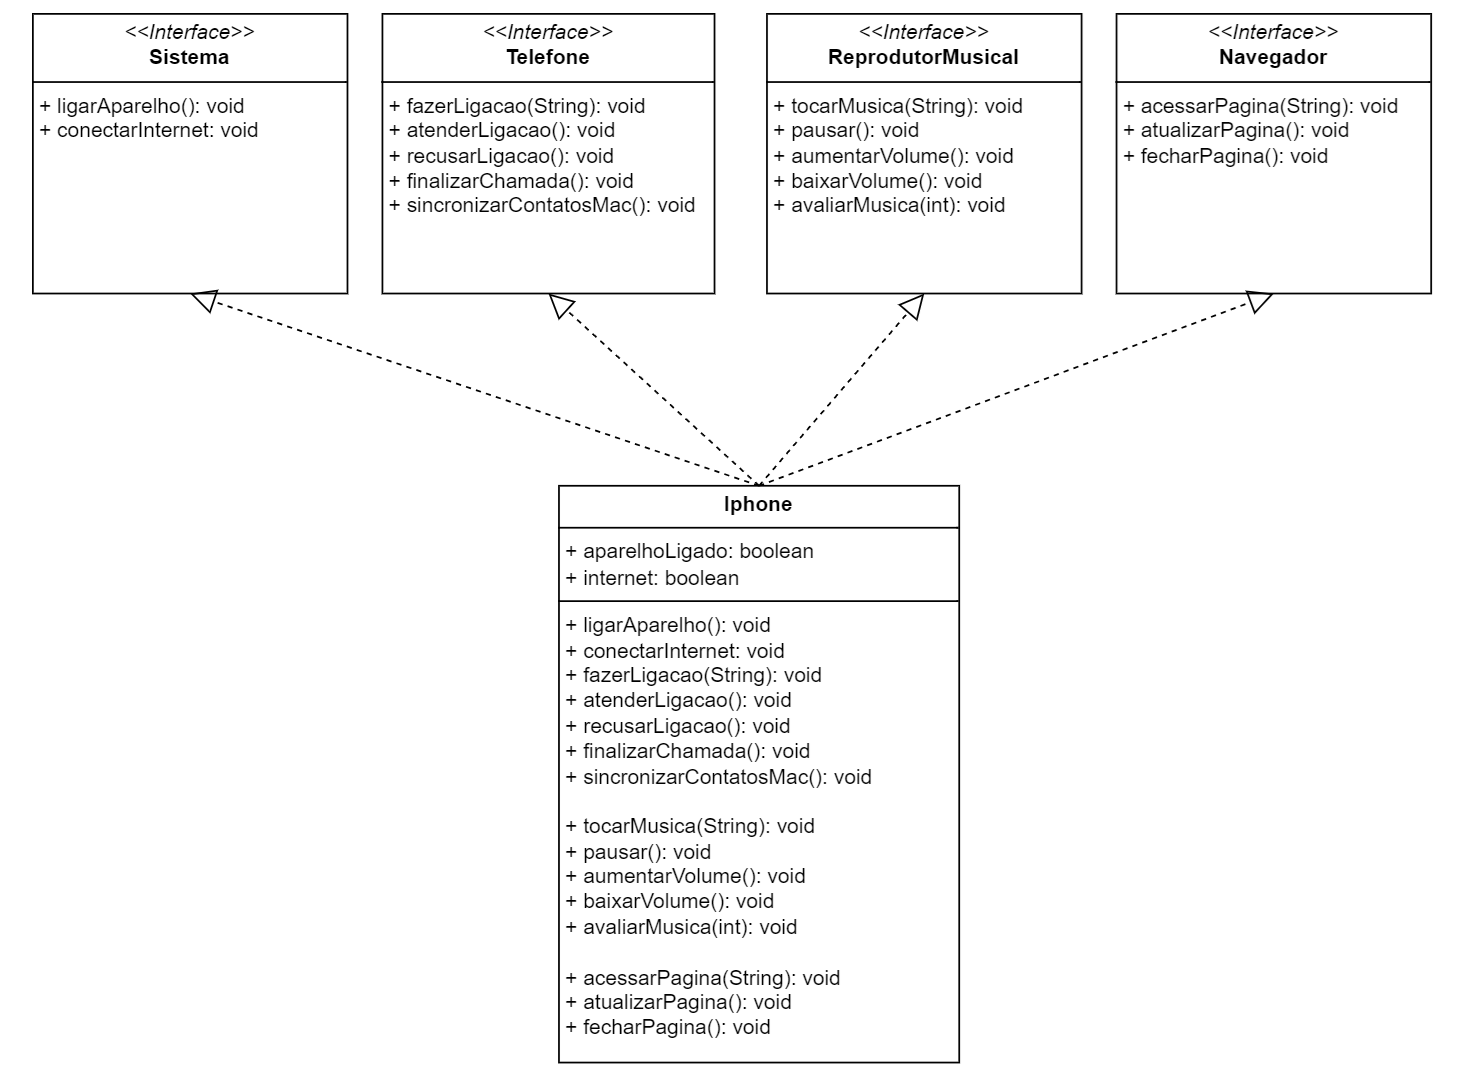 <<Interface>>
Sistema
+ ligarAparelho(): void
+ conectarInternet: void
<<Interface>>
Telefone
+ fazerLigacao(String): void
+ atenderLigacao(): void
+ recusarLigacao(): void
+ finalizarChamada(): void
+ sincronizarContatosMac(): void
<<Interface>>
ReprodutorMusical
+ tocarMusica(String): void
+ pausar(): void
+ aumentarVolume(): void
+ baixarVolume(): void
+ avaliarMusica(int): void
<<Interface>>
Navegador
+ acessarPagina(String): void
+ atualizarPagina(): void
+ fecharPagina(): void
Iphone
+ aparelhoLigado: boolean
+ internet: boolean
+ ligarAparelho(): void
+ conectarInternet: void
+ fazerLigacao(String): void
+ atenderLigacao(): void
+ recusarLigacao(): void
+ finalizarChamada(): void
+ sincronizarContatosMac(): void
+ tocarMusica(String): void
+ pausar(): void
+ aumentarVolume(): void
+ baixarVolume(): void
+ avaliarMusica(int): void
+ acessarPagina(String): void
+ atualizarPagina(): void
+ fecharPagina(): void